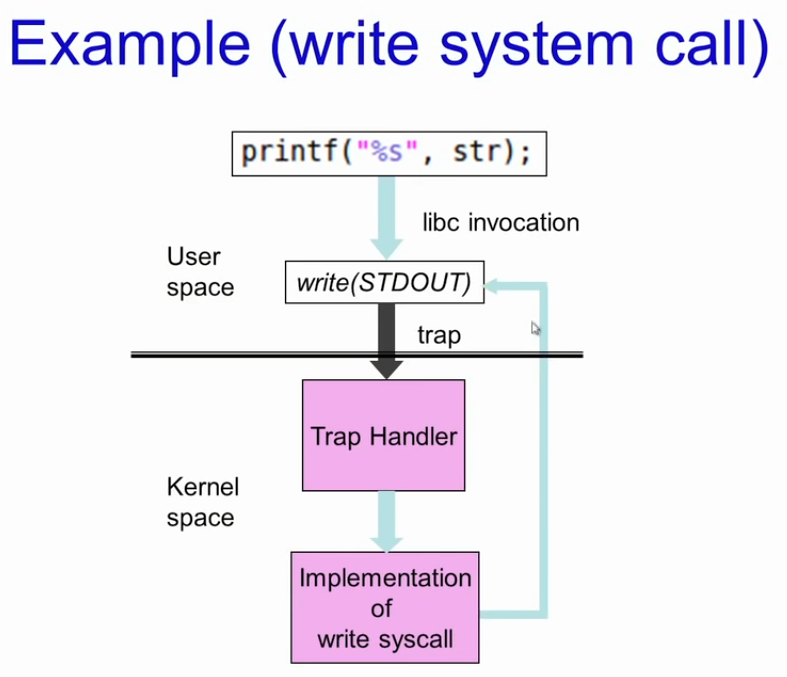 Example (write system call)
printf("%s", str);
libc invocation
User
space
write(STDOUT)
trap
Trap Handler
Kernel
space
Implementation
of
write syscall